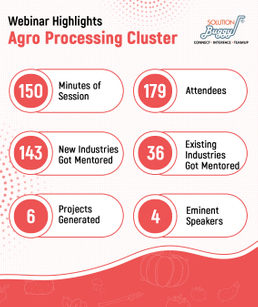 Webinar Highlights
Agro Processing Cluster
SOLUTION
Buggy
CONNECT · INTERFACE · TEAMUP
150
Minutes of
Session
179
Attendees
143
New Industries
Got Mentored
36
Existing
Industries
Got Mentored
6
Projects
Generated
4
Eminent
Speakers